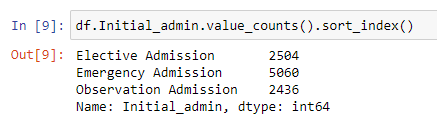 In [9]: df.Initial_admin.value_counts().sort_index()
Out[9]: Elective Admission 2504
Emergency Admission 5060
Observation Admission 2436
Name: Initial_admin, dtype: int64